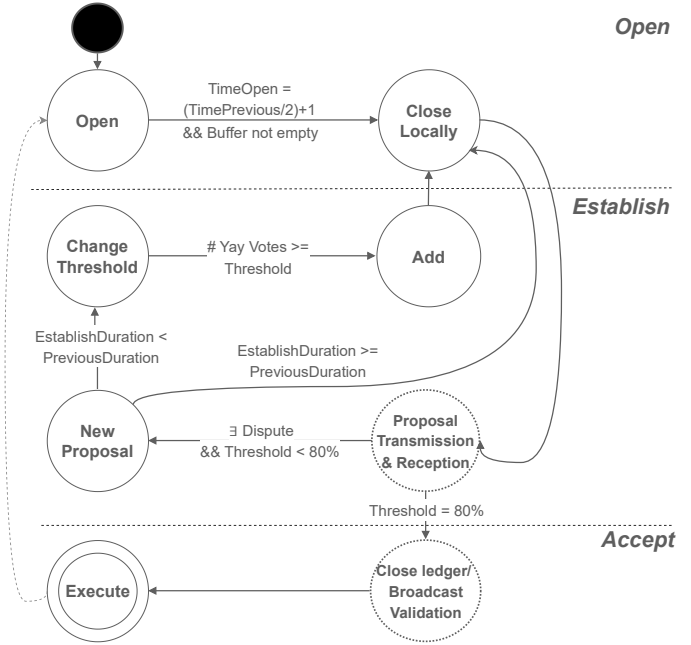 Open
Open
TimeOpen =
(TimePrevious/2)+1
&& Buffer not empty
Close
Locally
Establish
Change
Threshold
# Yay Votes >=
Threshold
Add
EstablishDuration <
PreviousDuration
EstablishDuration >=
PreviousDuration
New
Proposal
∃ Dispute
&& Threshold < 80%
Proposal
Transmission
& Reception
Threshold = 80%
Accept
Execute
Close ledger/
Broadcast
Validation